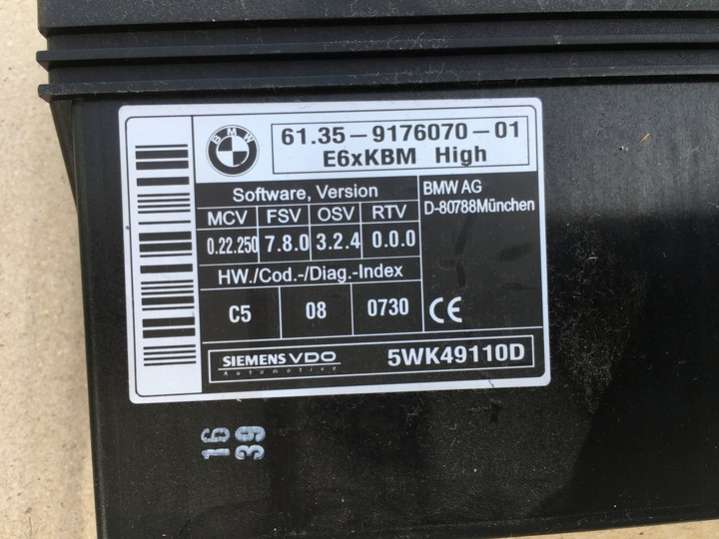 BMW
61.35-9176070-01
E6xKBM High
Software, Version
MCV FSV OSV RTV
0.22.250 7.8.0 3.2.4 0.0.0
HW./Cod.-/Diag.-Index
C5 08 0730
BMW AG
D-80788München
CE
SIEMENS VDO
Automotive
5WK49110D
16
39